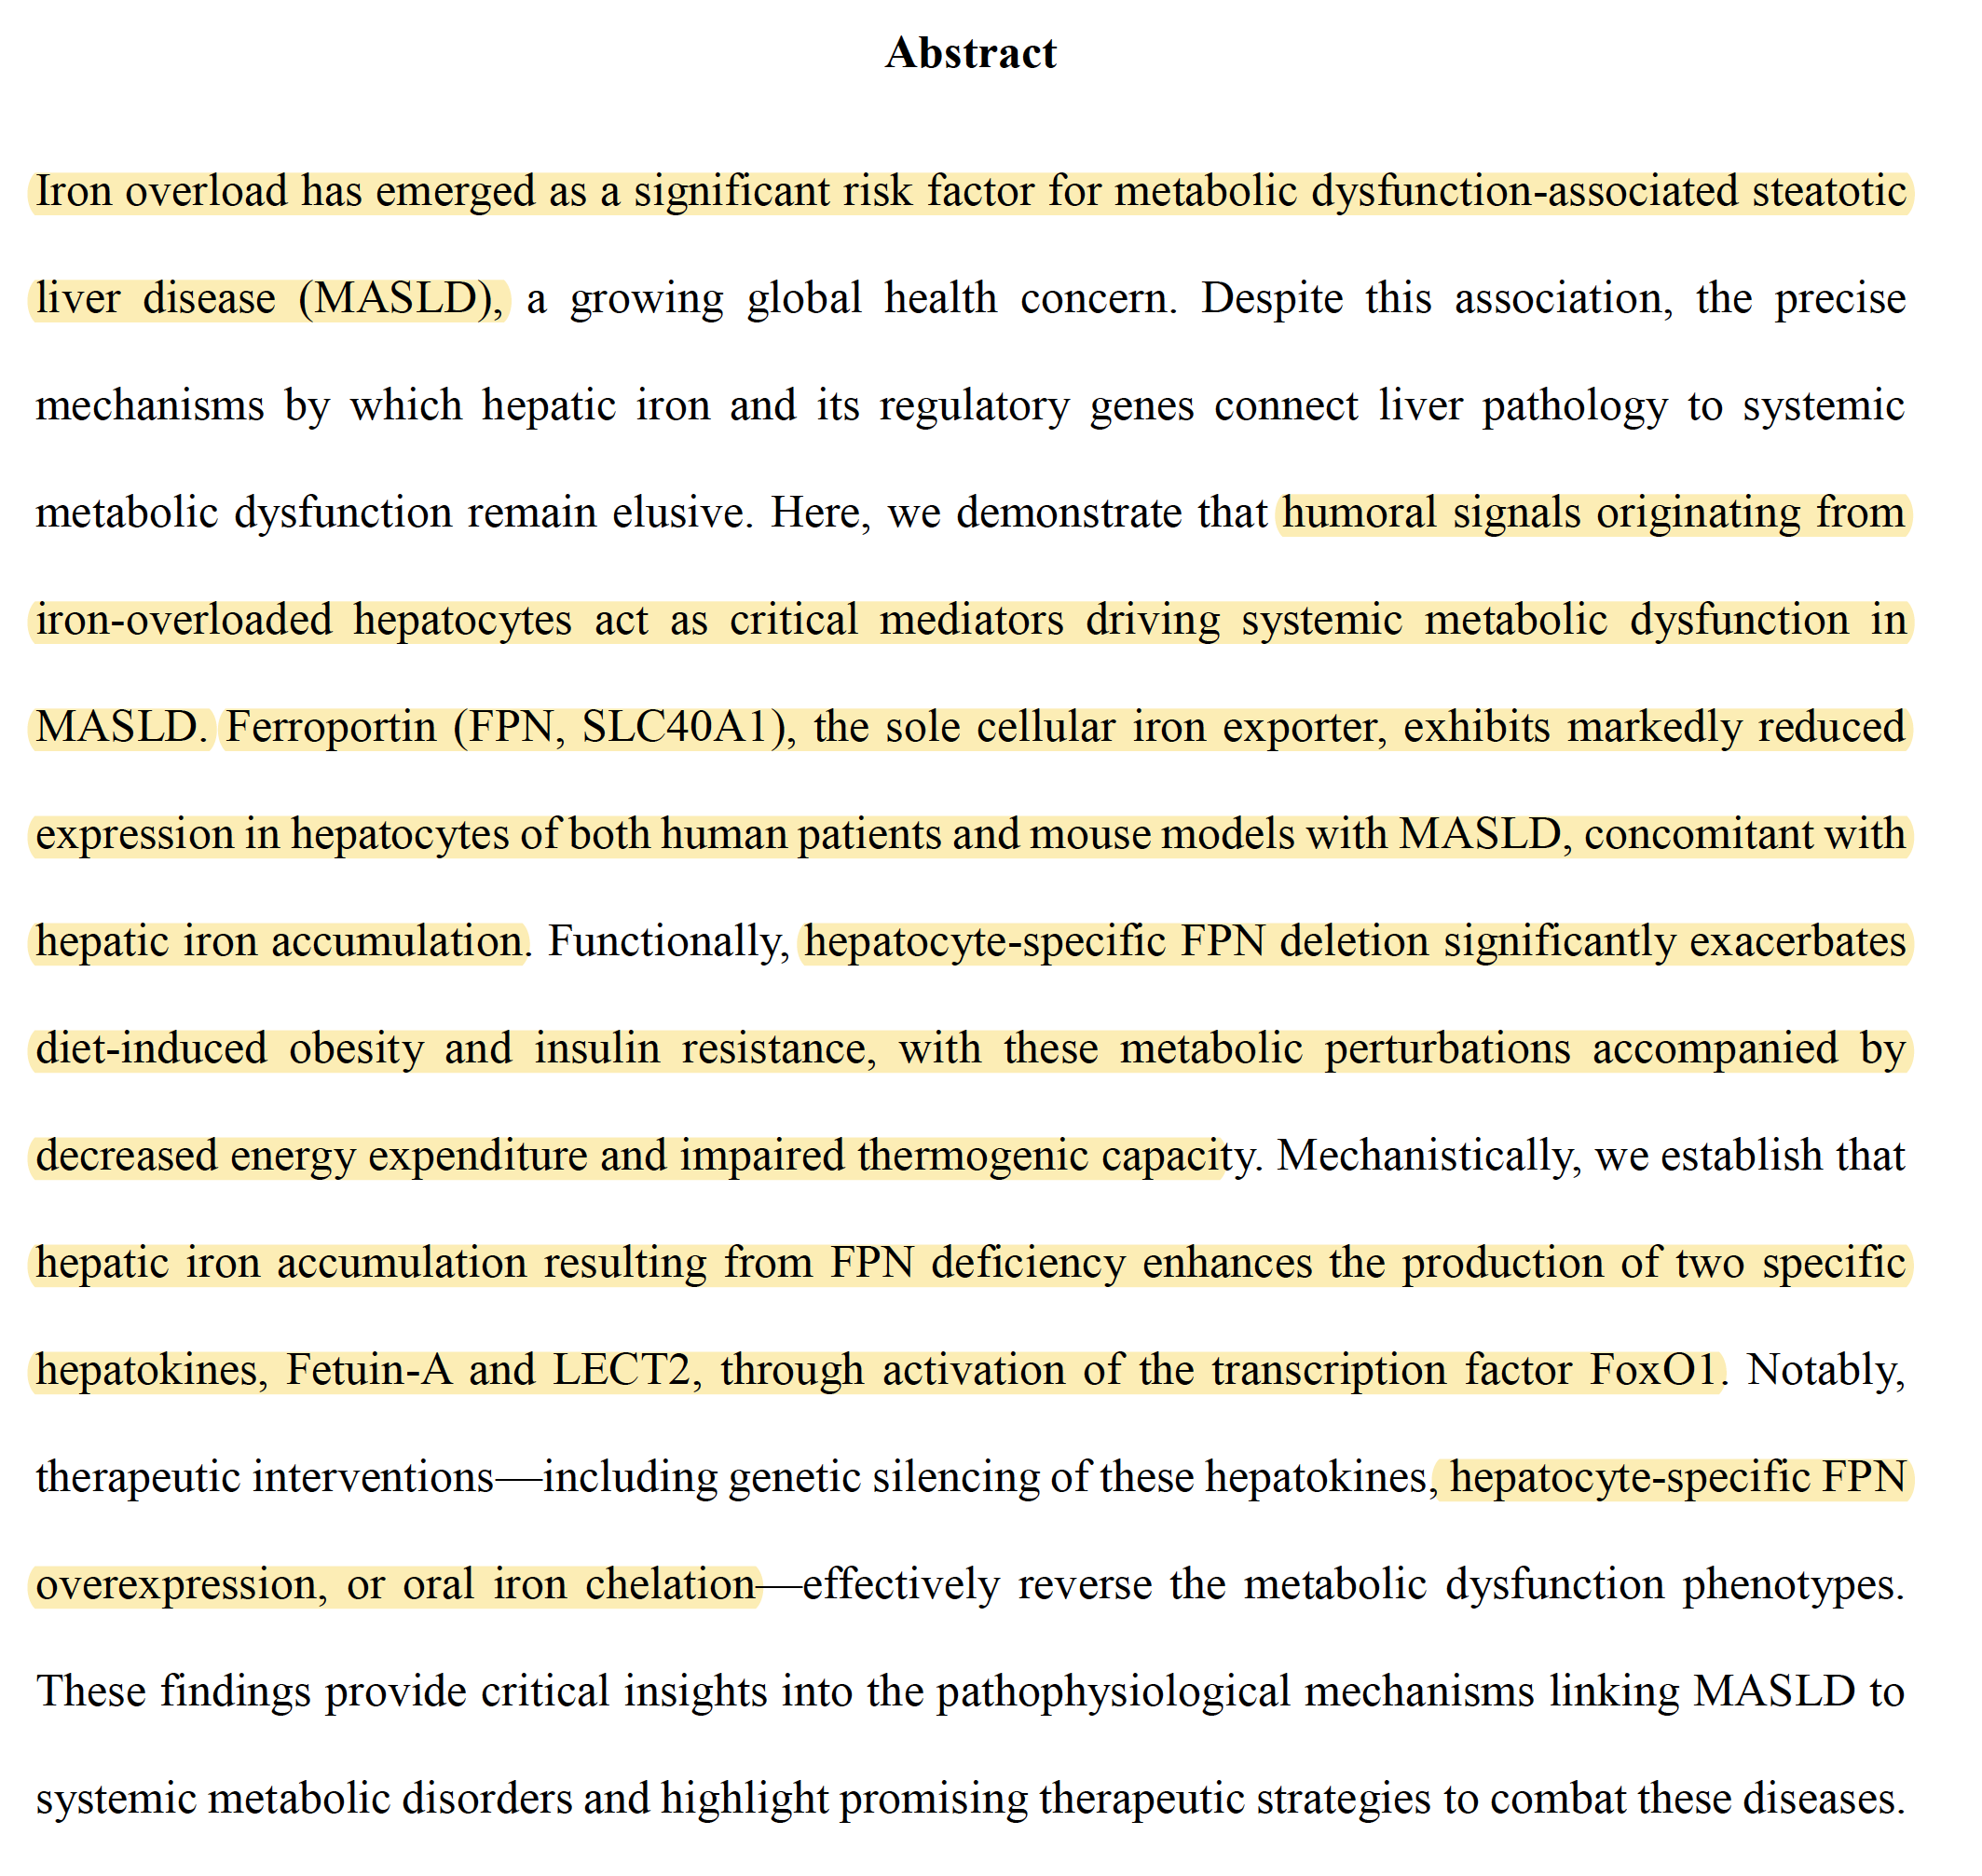 Abstract
Iron overload has emerged as a significant risk factor for metabolic dysfunction-associated steatotic
liver disease (MASLD), a growing global health concern. Despite this association, the precise
mechanisms by which hepatic iron and its regulatory genes connect liver pathology to systemic
metabolic dysfunction remain elusive. Here, we demonstrate that humoral signals originating from
iron-overloaded hepatocytes act as critical mediators driving systemic metabolic dysfunction in
MASLD. Ferroportin (FPN, SLC40A1), the sole cellular iron exporter, exhibits markedly reduced
expression in hepatocytes of both human patients and mouse models with MASLD, concomitant with
hepatic iron accumulation. Functionally, hepatocyte-specific FPN deletion significantly exacerbates
diet-induced obesity and insulin resistance, with these metabolic perturbations accompanied by
decreased energy expenditure and impaired thermogenic capacity. Mechanistically, we establish that
hepatic iron accumulation resulting from FPN deficiency enhances the production of two specific
hepatokines, Fetuin-A and LECT2, through activation of the transcription factor FoxO1. Notably,
therapeutic interventions—including genetic silencing of these hepatokines, hepatocyte-specific FPN
overexpression, or oral iron chelation—effectively reverse the metabolic dysfunction phenotypes.
These findings provide critical insights into the pathophysiological mechanisms linking MASLD to
systemic metabolic disorders and highlight promising therapeutic strategies to combat these diseases.